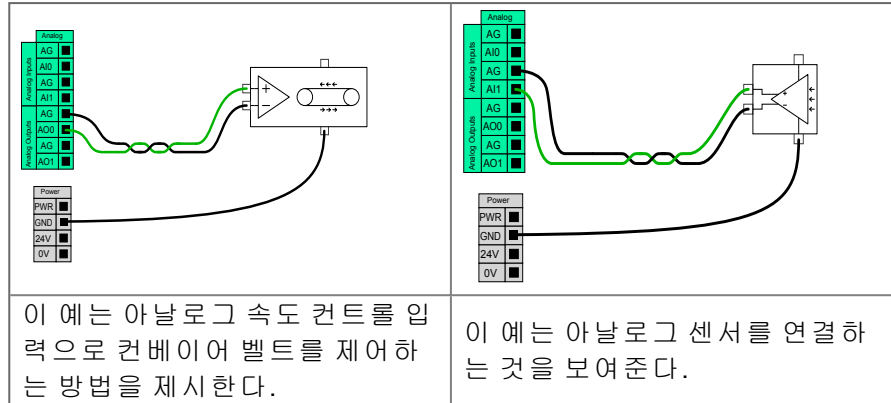 Analog
Analog Inputs
AG
AI0
AG
AI1
Analog Outputs
AG
AO0
AG
AO1
+
−
←←←
→→→
Power
PWR
GND
24V
0V
이 예는 아날로그 속도 컨트롤 입
력으로 컨베이어 벨트를 제어하
는 방법을 제시한다.
Analog
Analog Inputs
AG
AI0
AG
AI1
Analog Outputs
AG
AO0
AG
AO1
+
-
←
←
←
Power
PWR
GND
24V
0V
이 예는 아날로그 센서를 연결하
는 것을 보여준다.